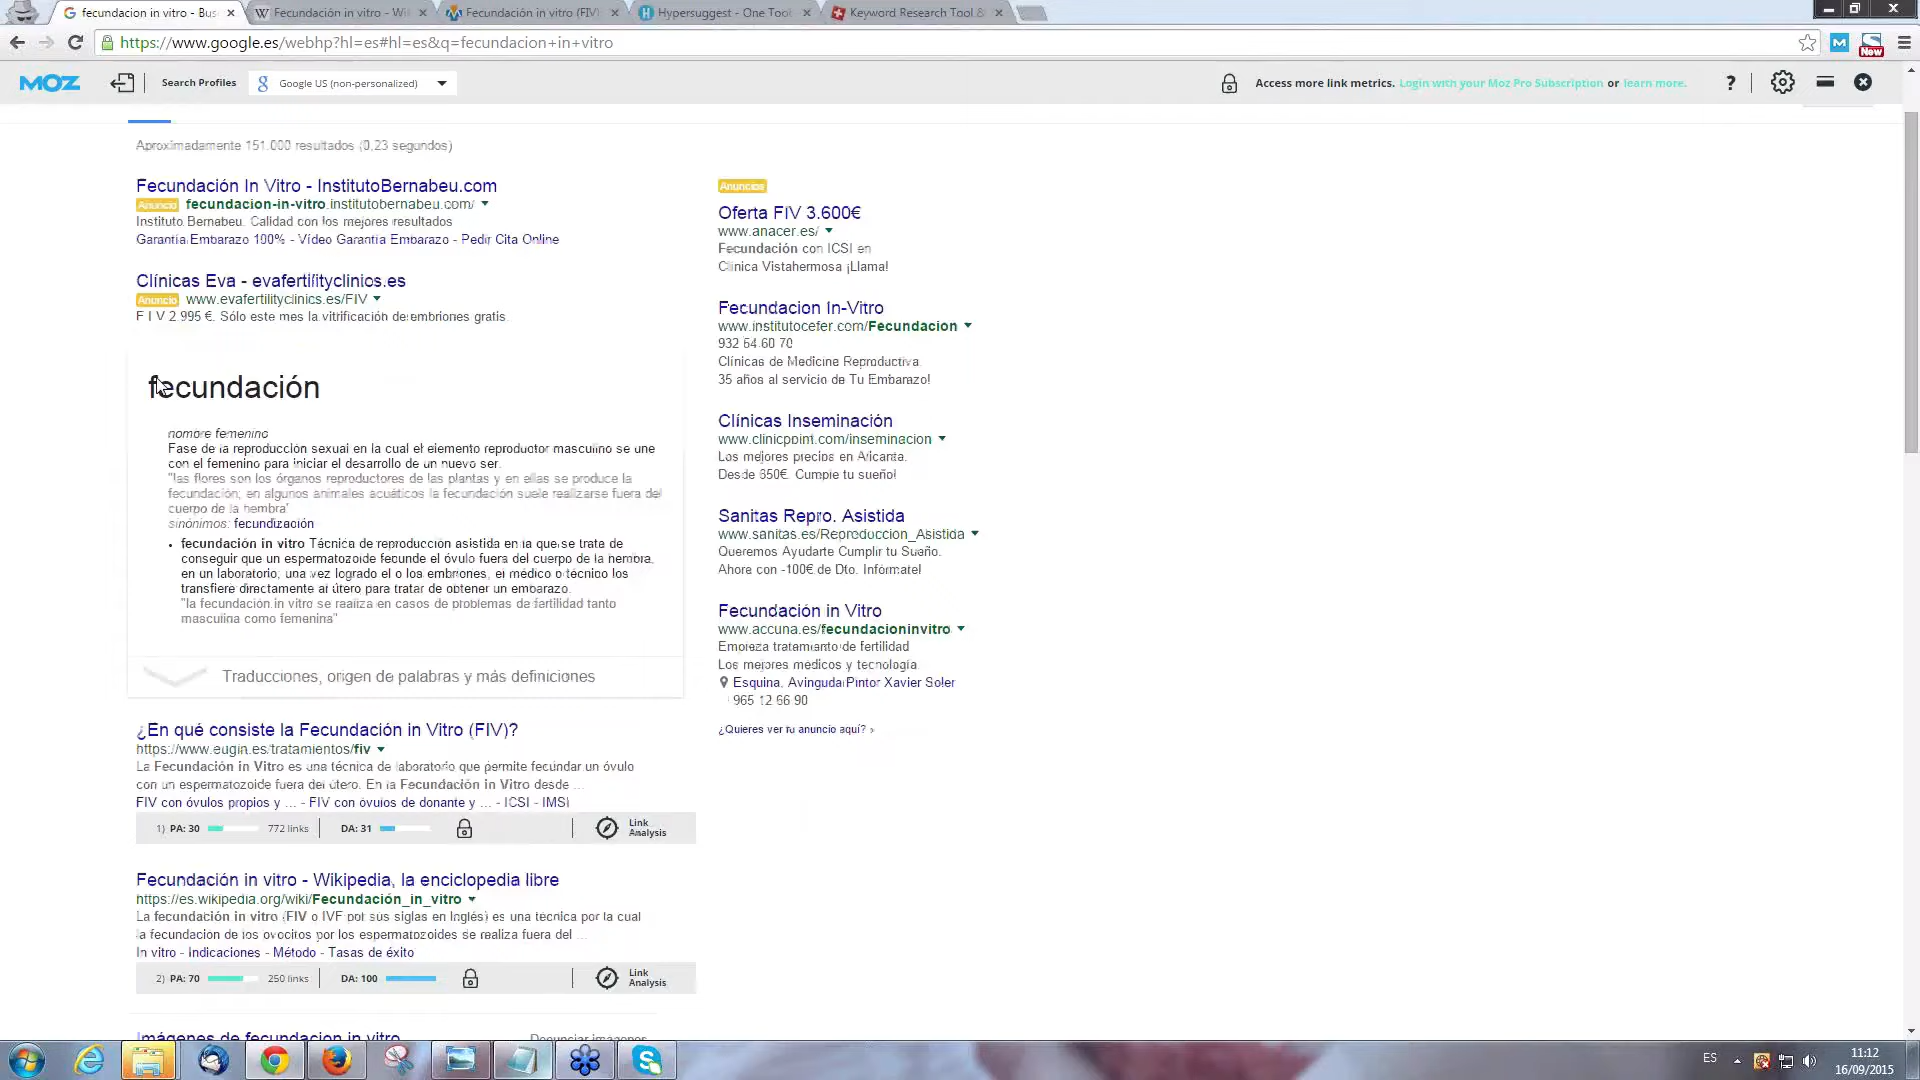 fecundacion in vitro - Bus
Fecundación in vitro - Wi
Fecundación in vitro (FIV)
Hypersuggest - One Tool
Keyword Research Tool &
https://www.google.es/webhp?hl=es#hl=es&q=fecundacion+in+vitro
New
MOZ
Search Profiles
Google US (non-personalized)
Access more link metrics. Login with your Moz Pro Subscription or learn more.
?
Aproximadamente 151.000 resultados (0,23 segundos)
Fecundación In Vitro - InstitutoBernabeu.com
Anuncio fecundacion-in-vitro.institutobernabeu.com/
Instituto Bernabeu. Calidad con los mejores resultados
Garantía Embarazo 100% - Vídeo Garantía Embarazo - Pedir Cita Online
Clínicas Eva - evafertilityclinics.es
Anuncio www.evafertilityclinics.es/FIV
F I V 2.995 €. Sólo este mes la vitrificación de embriones gratis.
fecundación
nombre femenino
Fase de la reproducción sexual en la cual el elemento reproductor masculino se une
con el femenino para iniciar el desarrollo de un nuevo ser.
"las flores son los órganos reproductores de las plantas y en ellas se produce la
fecundación; en algunos animales acuáticos la fecundación suele realizarse fuera del
cuerpo de la hembra"
sinónimos: fecundización
• fecundación in vitro Técnica de reproducción asistida en la que se trata de
conseguir que un espermatozoide fecunde el óvulo fuera del cuerpo de la hembra,
en un laboratorio; una vez logrado el o los embriones, el médico o técnico los
transfiere directamente al útero para tratar de obtener un embarazo.
"la fecundación in vitro se realiza en casos de problemas de fertilidad tanto
masculina como femenina"
Traducciones, origen de palabras y más definiciones
¿En qué consiste la Fecundación in Vitro (FIV)?
https://www.eugin.es/tratamientos/fiv
La Fecundación in Vitro es una técnica de laboratorio que permite fecundar un óvulo
con un espermatozoide fuera del útero. En la Fecundación in Vitro desde ...
FIV con óvulos propios y ... - FIV con óvulos de donante y ... - ICSI - IMSI
1) PA: 30 772 links DA: 31 Link Analysis
Fecundación in vitro - Wikipedia, la enciclopedia libre
https://es.wikipedia.org/wiki/Fecundación_in_vitro
La fecundación in vitro (FIV o IVF por sus siglas en inglés) es una técnica por la cual
la fecundación de los ovocitos por los espermatozoides se realiza fuera del ...
In vitro - Indicaciones - Método - Tasas de éxito
2) PA: 70 250 links DA: 100 Link Analysis
Imágenes de fecundacion in vitro
Denunciar imágenes
Anuncios
Oferta FIV 3.600€
www.anacer.es/
Fecundación con ICSI en
Clínica Vistahermosa ¡Llama!
Fecundacion In-Vitro
www.institutocefer.com/Fecundacion
932 54 60 70
Clínicas de Medicina Reproductiva.
35 años al servicio de Tu Embarazo!
Clínicas Inseminación
www.clinicpoint.com/inseminacion
Los mejores precios en Alicante.
Desde 650€. Cumple tu sueño!
Sanitas Repro. Asistida
www.sanitas.es/Reproduccion_Asistida
Queremos Ayudarte Cumplir tu Sueño.
Ahora con -100€ de Dto. Infórmate!
Fecundación in Vitro
www.accuna.es/fecundacioninvitro
Empieza tratamiento de fertilidad
Los mejores médicos y tecnología.
Esquina, Avinguda Pintor Xavier Soler
965 12 66 90
¿Quieres ver tu anuncio aquí? ›
ES
11:12
16/09/2015